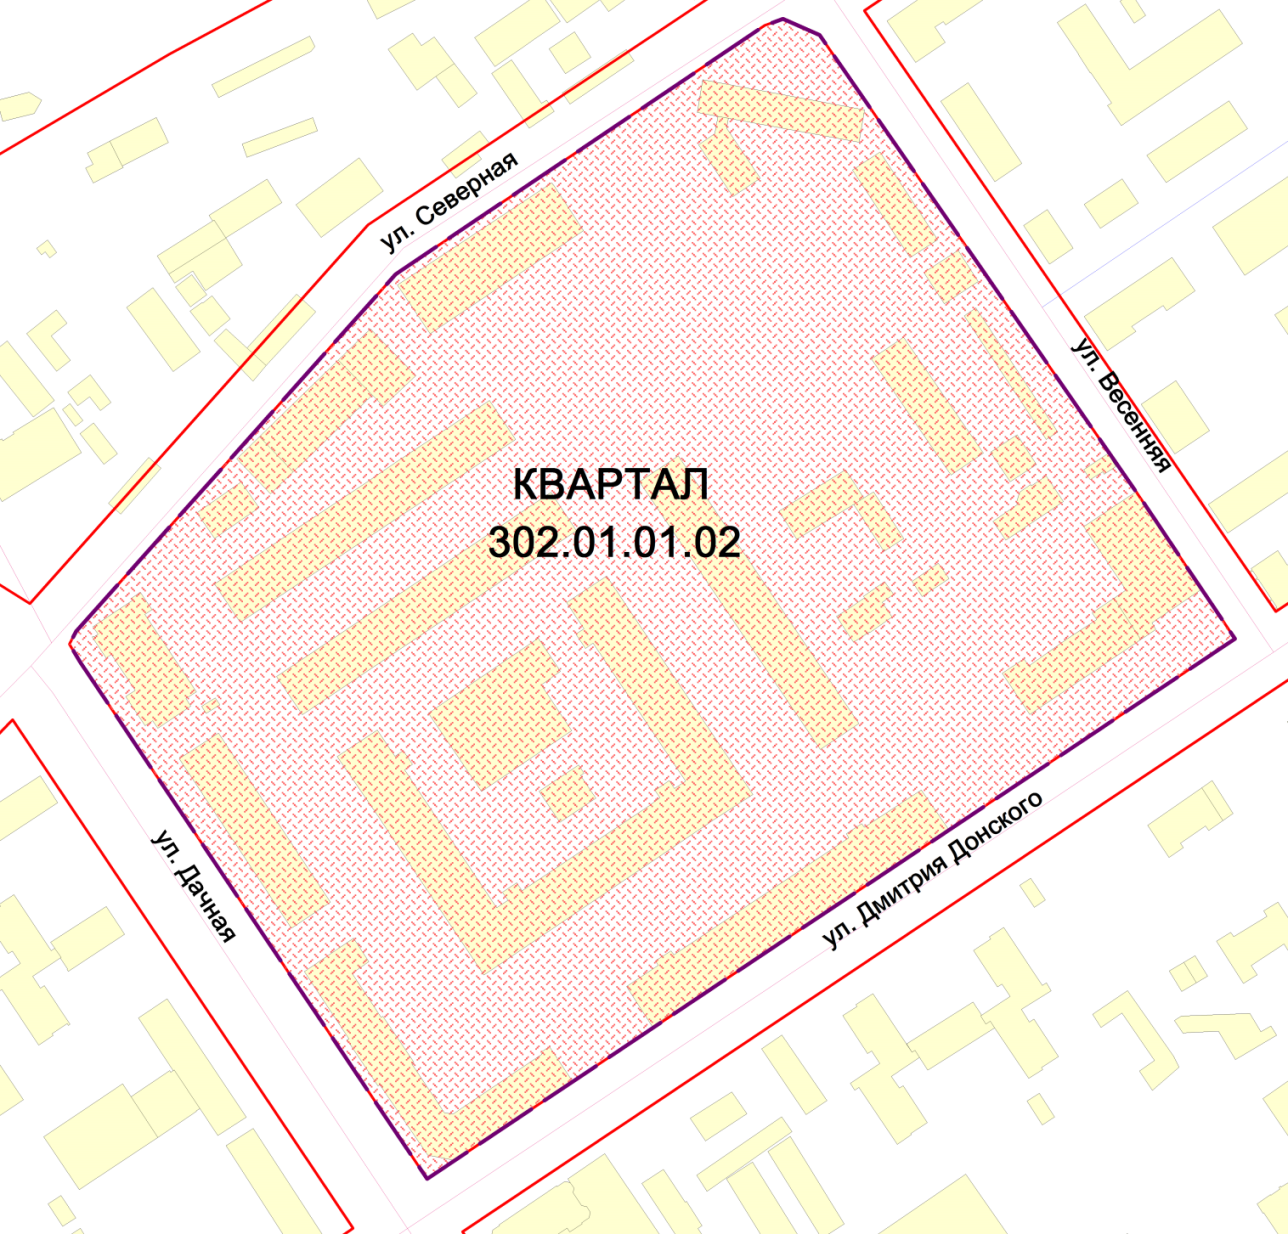 ул. Северная
ул. Весенняя
КВАРТАЛ
302.01.01.02
ул. Дачная
ул. Дмитрия Донского